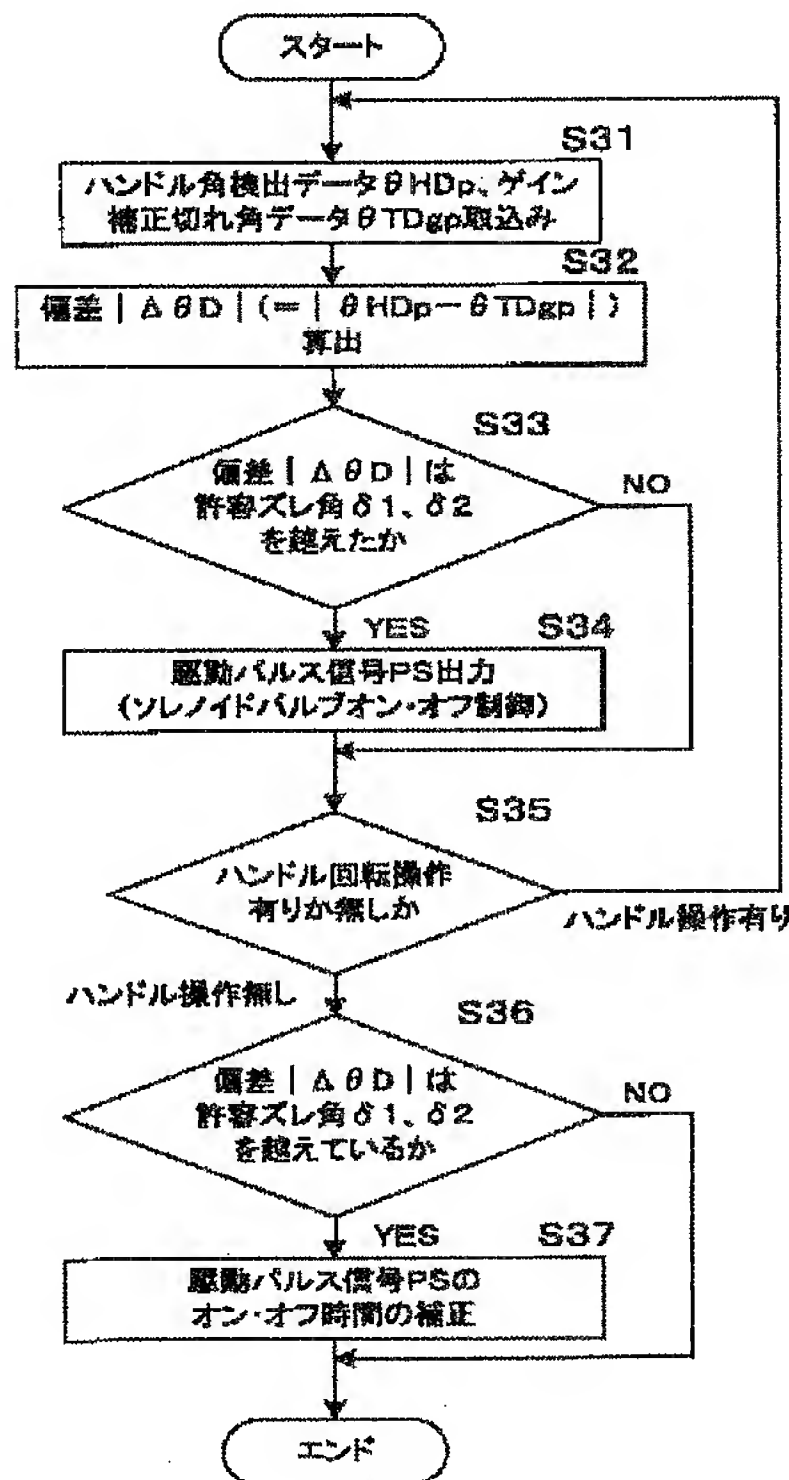 スタート
S31
ハンドル角検出データθHDp、ゲイン
補正切れ角データθTDgp取込み
S32
偏差|ΔθD|(=|θHDp-θTDgp|)
算出
S33
偏差|ΔθD|は
許容ズレ角δ1、δ2
を越えたか
NO
YES
S34
駆動パルス信号PS出力
(ソレノイドバルブオン・オフ制御)
S35
ハンドル回転操作
有りか無しか
ハンドル操作有り
ハンドル操作無し
S36
偏差|ΔθD|は
許容ズレ角δ1、δ2
を越えているか
NO
YES
S37
駆動パルス信号PSの
オン・オフ時間の補正
エンド